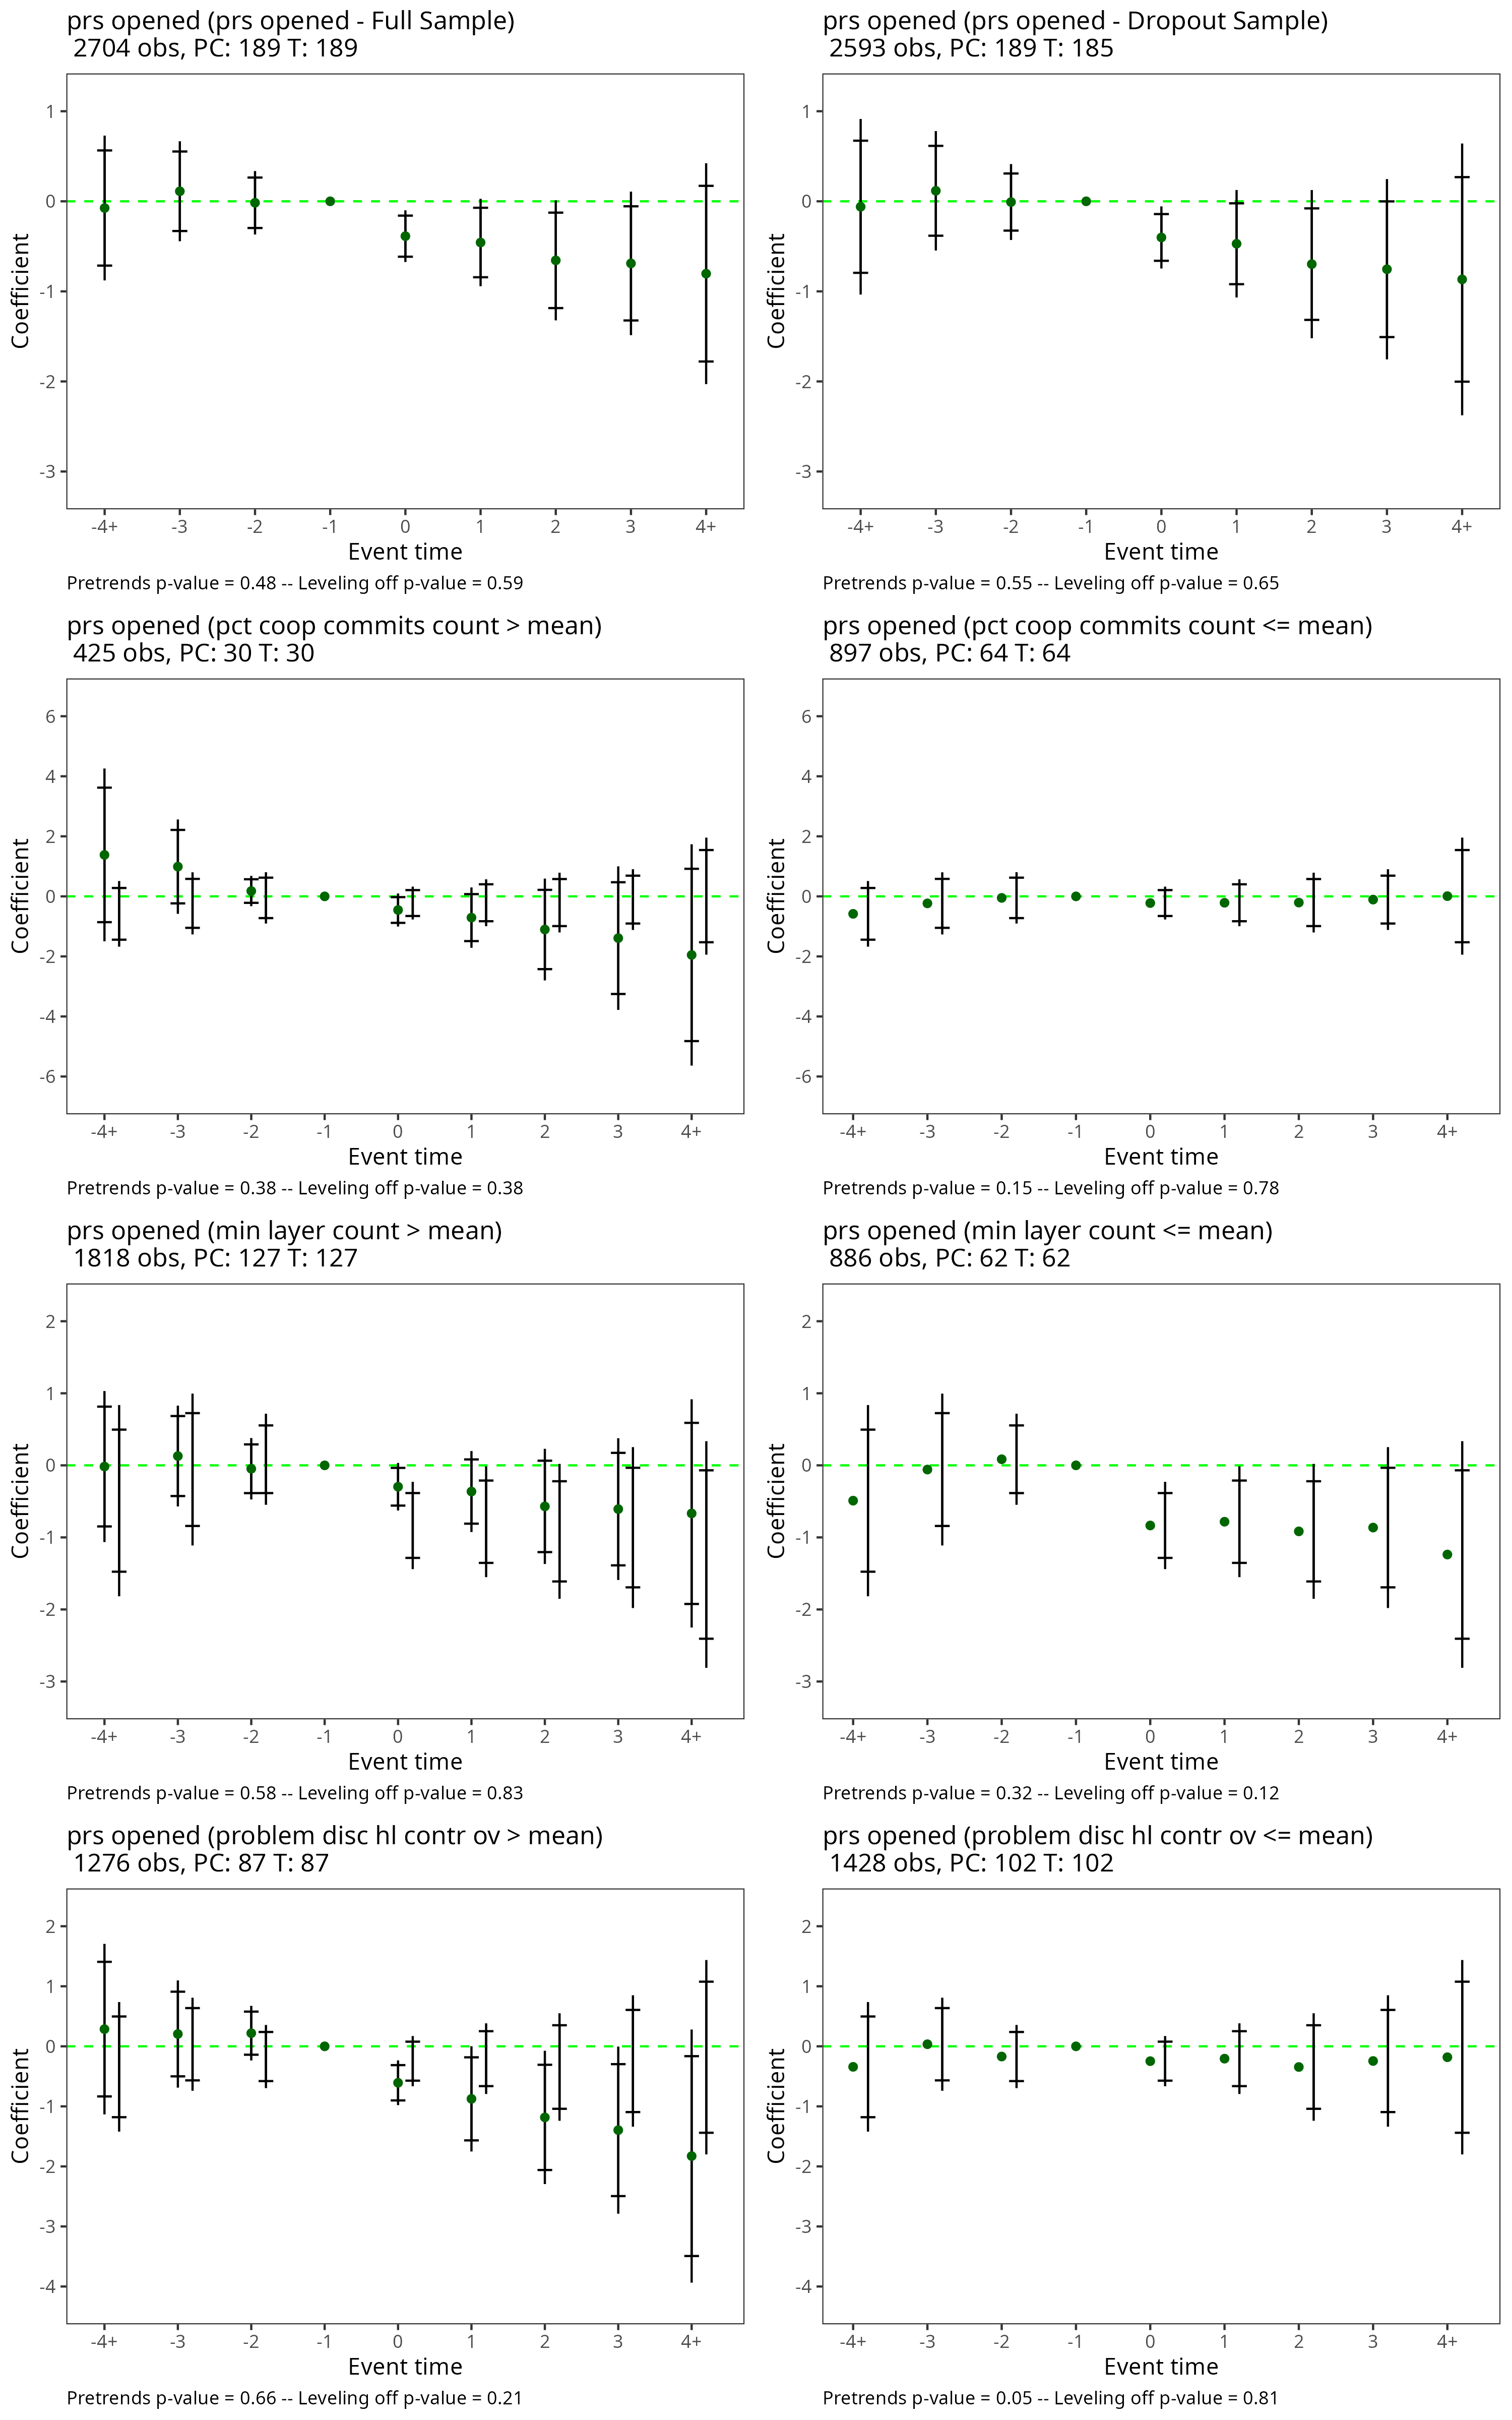 prs opened (prs opened - Full Sample)
2704 obs, PC: 189 T: 189
Coefficient
1
0
-1
-2
-3
-4+ -3 -2 -1 0 1 2 3 4+
Event time
Pretrends p-value = 0.48 -- Leveling off p-value = 0.59
prs opened (prs opened - Dropout Sample)
2593 obs, PC: 189 T: 185
Coefficient
1
0
-1
-2
-3
-4+ -3 -2 -1 0 1 2 3 4+
Event time
Pretrends p-value = 0.55 -- Leveling off p-value = 0.65
prs opened (pct coop commits count > mean)
425 obs, PC: 30 T: 30
Coefficient
6
4
2
0
-2
-4
-6
-4+ -3 -2 -1 0 1 2 3 4+
Event time
Pretrends p-value = 0.38 -- Leveling off p-value = 0.38
prs opened (pct coop commits count <= mean)
897 obs, PC: 64 T: 64
Coefficient
6
4
2
0
-2
-4
-6
-4+ -3 -2 -1 0 1 2 3 4+
Event time
Pretrends p-value = 0.15 -- Leveling off p-value = 0.78
prs opened (min layer count > mean)
1818 obs, PC: 127 T: 127
Coefficient
2
1
0
-1
-2
-3
-4+ -3 -2 -1 0 1 2 3 4+
Event time
Pretrends p-value = 0.58 -- Leveling off p-value = 0.83
prs opened (min layer count <= mean)
886 obs, PC: 62 T: 62
Coefficient
2
1
0
-1
-2
-3
-4+ -3 -2 -1 0 1 2 3 4+
Event time
Pretrends p-value = 0.32 -- Leveling off p-value = 0.12
prs opened (problem disc hl contr ov > mean)
1276 obs, PC: 87 T: 87
Coefficient
2
1
0
-1
-2
-3
-4
-4+ -3 -2 -1 0 1 2 3 4+
Event time
Pretrends p-value = 0.66 -- Leveling off p-value = 0.21
prs opened (problem disc hl contr ov <= mean)
1428 obs, PC: 102 T: 102
Coefficient
2
1
0
-1
-2
-3
-4
-4+ -3 -2 -1 0 1 2 3 4+
Event time
Pretrends p-value = 0.05 -- Leveling off p-value = 0.81